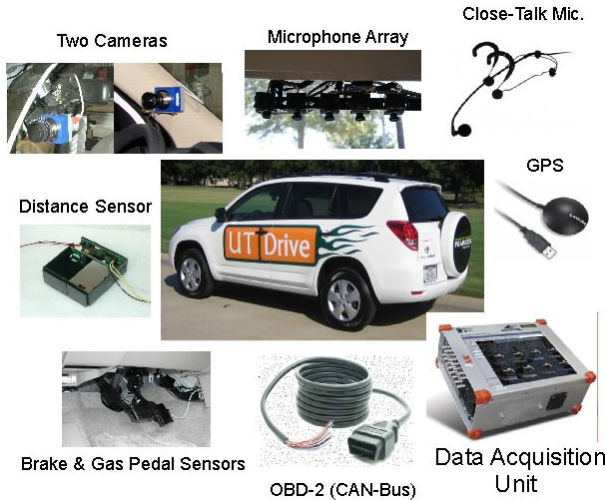 Close-Talk Mic.
Two Cameras
Microphone Array
GPS
Distance Sensor
UT Drive
Brake & Gas Pedal Sensors
OBD-2 (CAN-Bus)
Data Acquisition
Unit